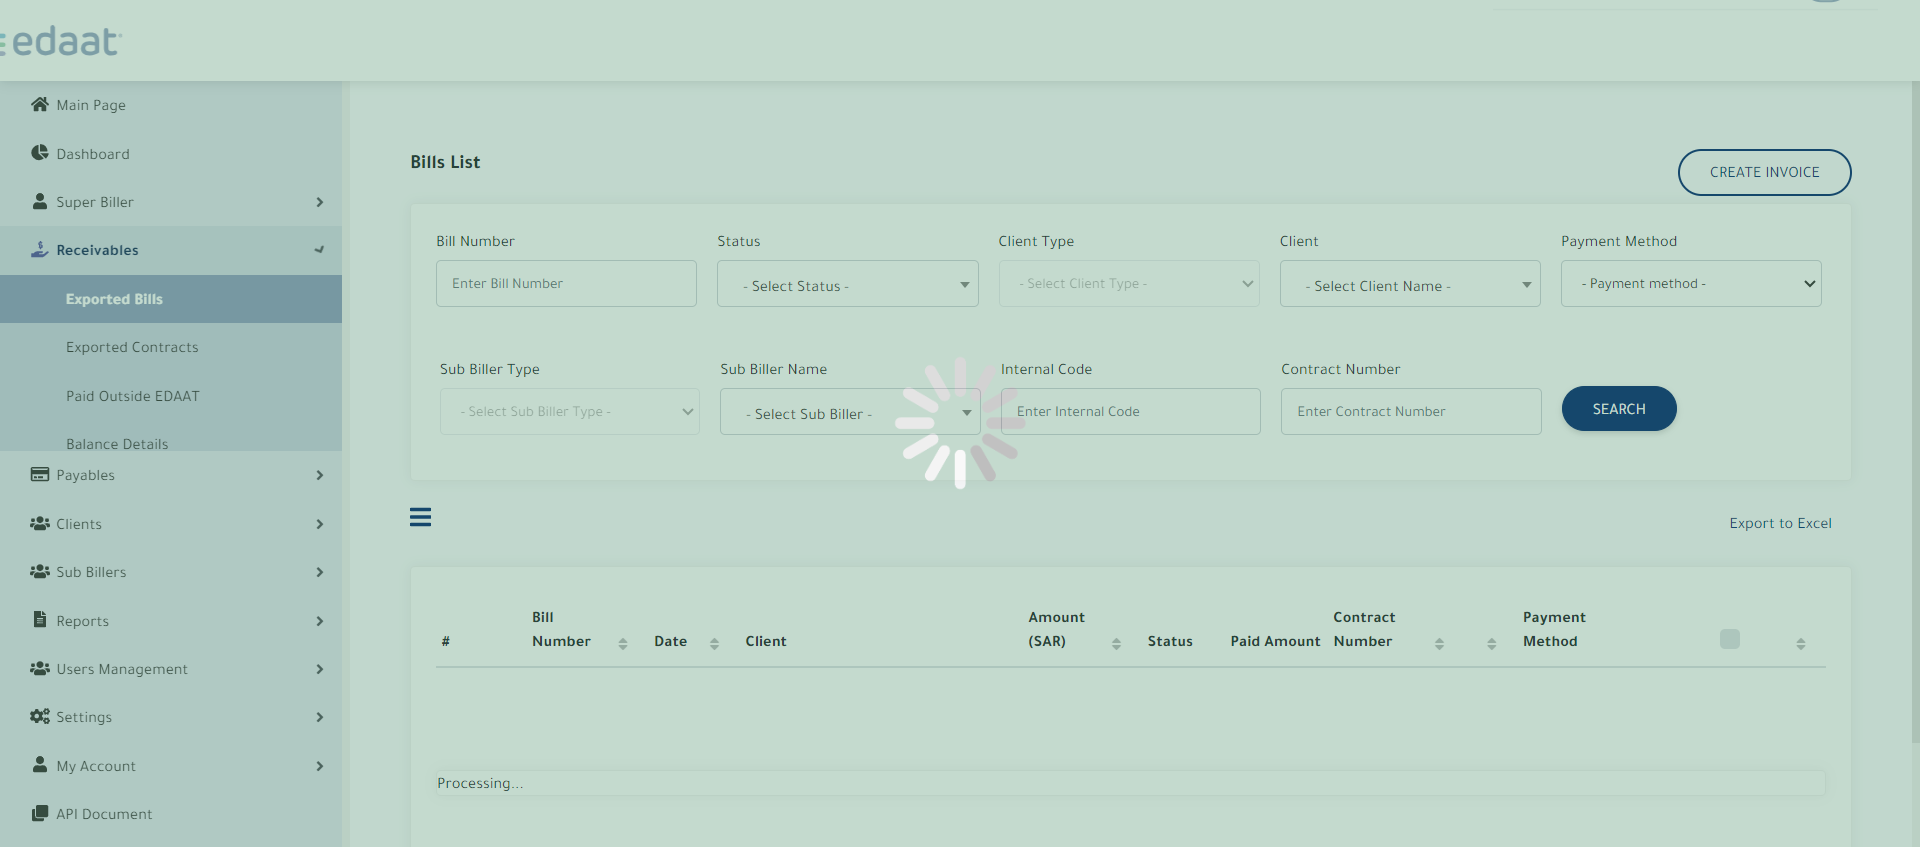 edaat
Main Page
Dashboard
Super Biller
Receivables
Exported Bills
Exported Contracts
Paid Outside EDAAT
Balance Details
Payables
Clients
Sub Billers
Reports
Users Management
Settings
My Account
API Document
Bills List
CREATE INVOICE
Bill Number Status Client Type Client Payment Method
Enter Bill Number - Select Status - - Select Client Type - - Select Client Name - - Payment method -
Sub Biller Type Sub Biller Name Internal Code Contract Number
- Select Sub Biller Type - - Select Sub Biller - Enter Internal Code Enter Contract Number SEARCH
Export to Excel
# Bill Number Date Client Amount (SAR) Status Paid Amount Contract Number Payment Method
Processing...